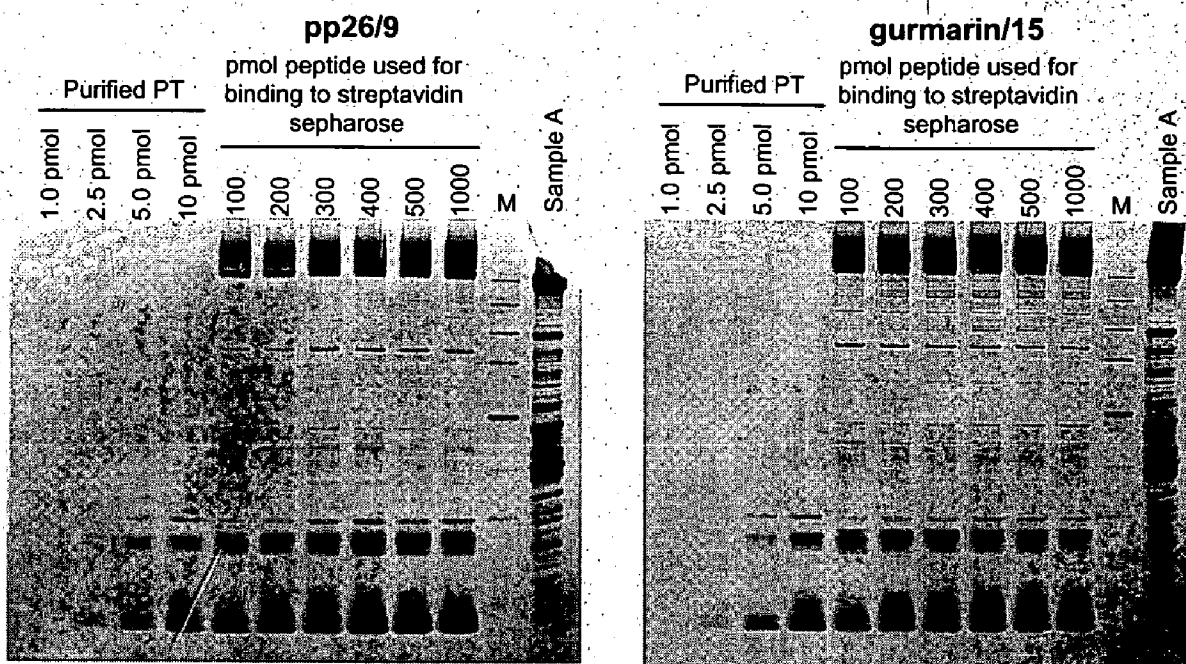 pp26/9
Purified PT
pmol peptide used for
binding to streptavidin
sepharose
1.0 pmol
2.5 pmol
5.0 pmol
10 pmol
100
200
300
400
500
1000
M
Sample A
gurmarin/15
Purified PT
pmol peptide used for
binding to streptavidin
sepharose
1.0 pmol
2.5 pmol
5.0 pmol
10 pmol
100
200
300
400
500
1000
M
Sample A